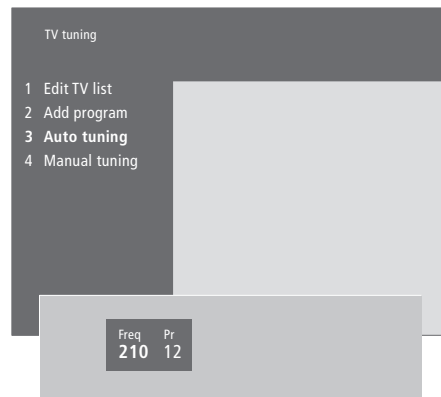 TV tuning
1 Edit TV list
2 Add program
3 Auto tuning
4 Manual tuning
Freq Pr
210 12